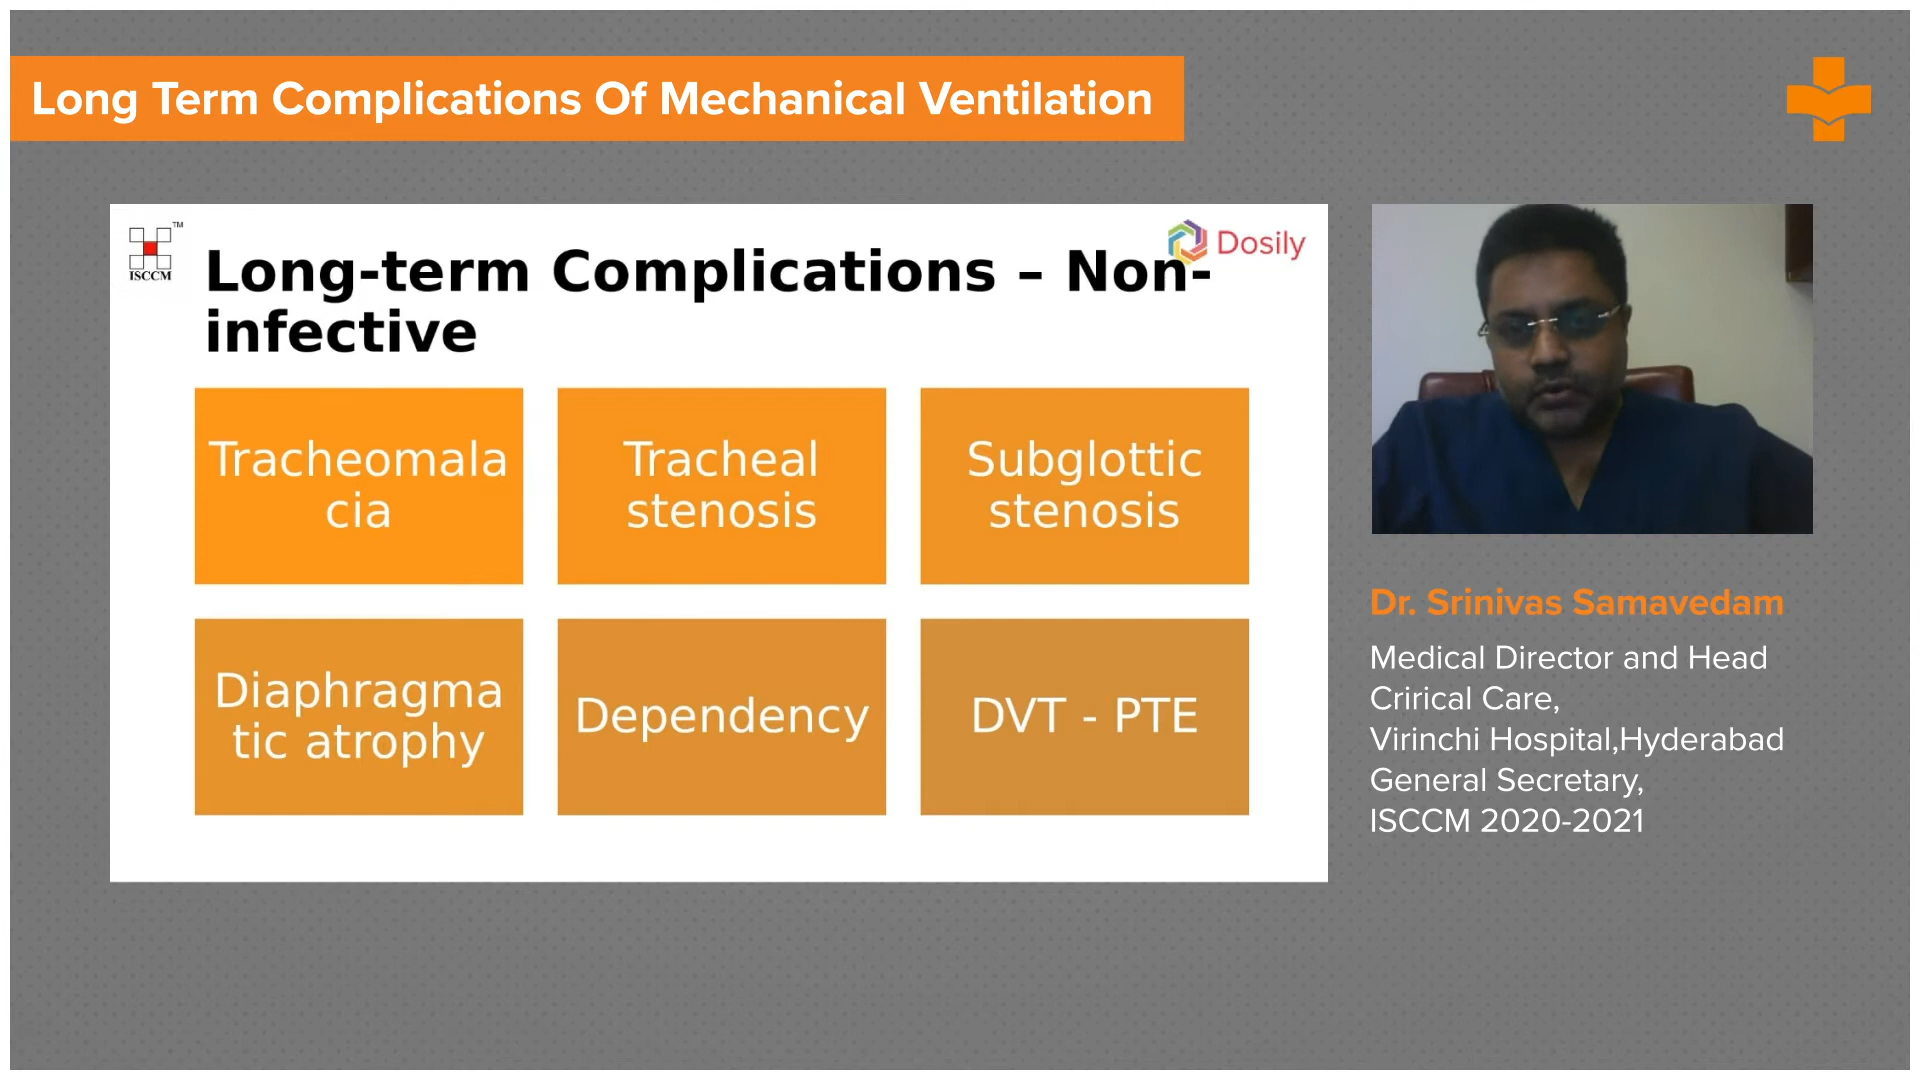 Long Term Complications Of Mechanical Ventilation
TM
ISCCM
Dosily
Long-term Complications – Non-
infective
Tracheomala
cia
Tracheal
stenosis
Subglottic
stenosis
Diaphragma
tic atrophy
Dependency
DVT - PTE
Dr. Srinivas Samavedam
Medical Director and Head
Crirical Care,
Virinchi Hospital,Hyderabad
General Secretary,
ISCCM 2020-2021